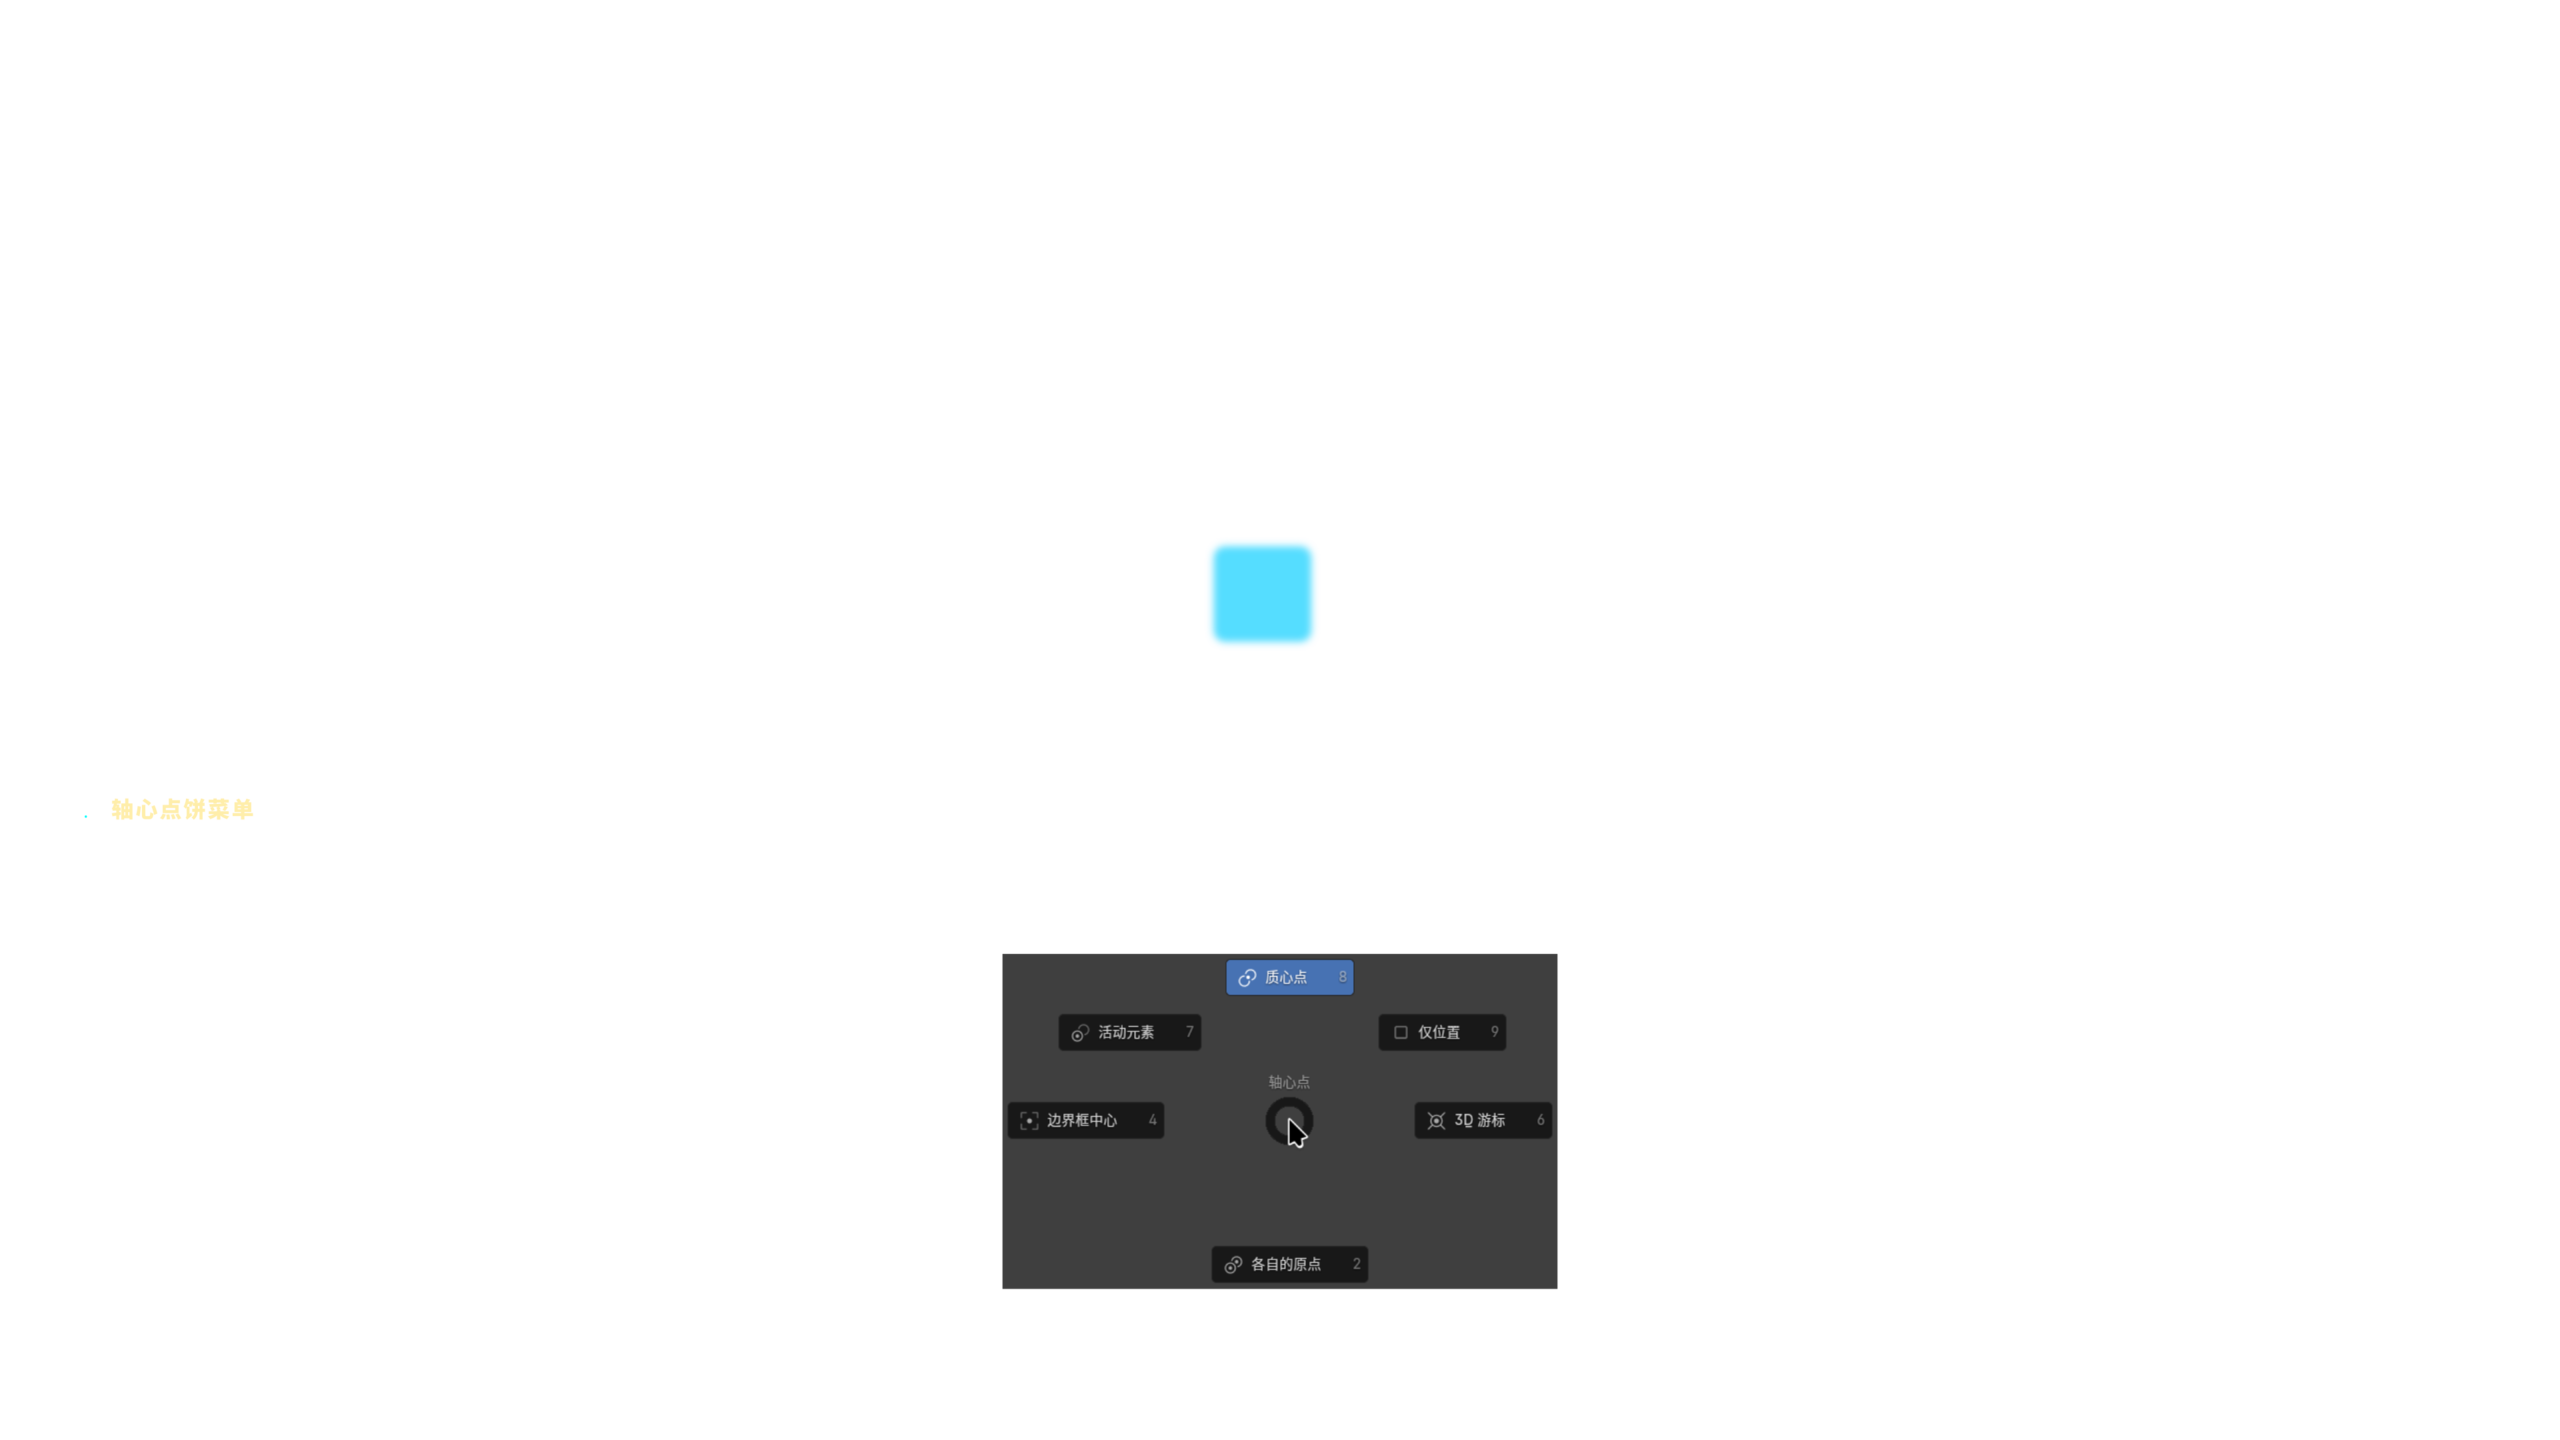 . 轴心点饼菜单
质心点 8
活动元素 7
仅位置 9
轴心点
边界框中心 4
3D 游标 6
各自的原点 2